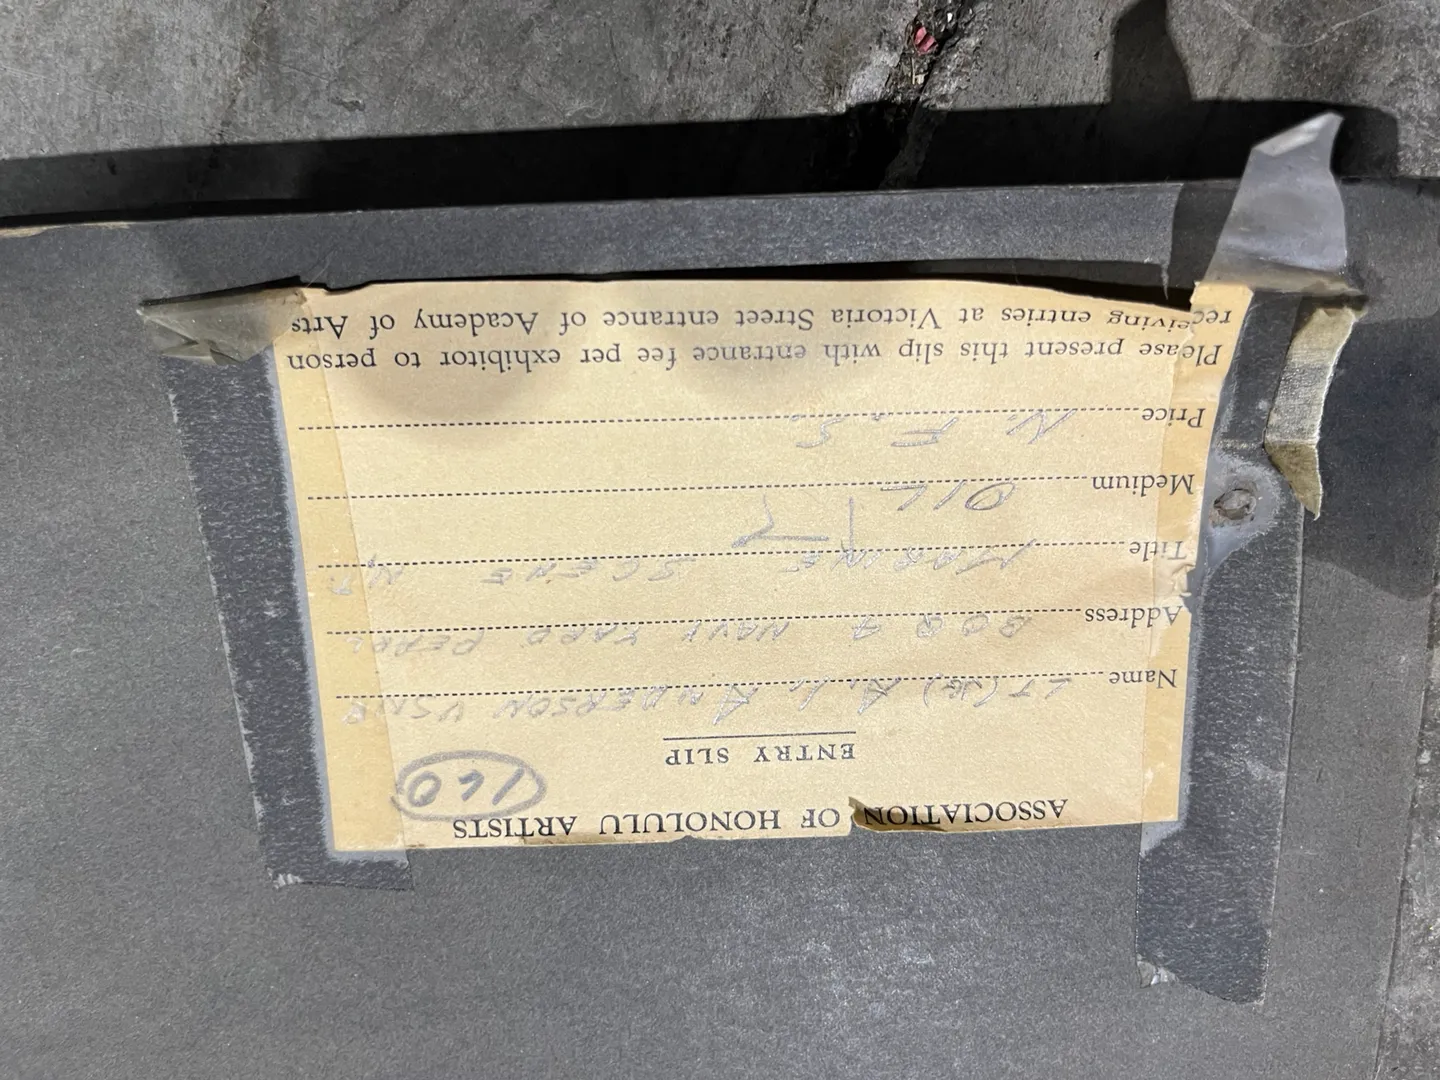 ASSOCIATION OF HONOLULU ARTISTS
160
ENTRY SLIP
Name LT(JG) A. L. ANDERSON USNR
Address BOQ 4 NAVY YARD PEARL
Title MARINE SCENE
Medium OIL
Price N. F. S.
Please present this slip with entrance fee per exhibitor to person
receiving entries at Victoria Street entrance of Academy of Arts